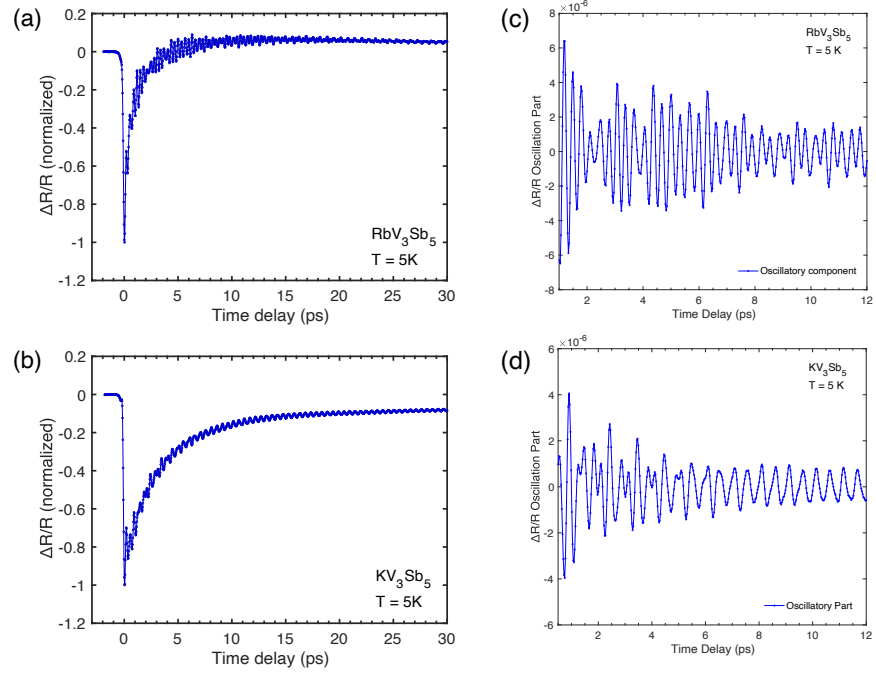 (a)
0.2
0
-0.2
-0.4
-0.6
-0.8
-1
-1.2
ΔR/R (normalized)
RbV3Sb5
T = 5K
0 5 10 15 20 25 30
Time delay (ps)
(c)
×10-6
8
6
4
2
0
-2
-4
-6
-8
ΔR/R Oscillation Part
RbV3Sb5
T = 5 K
Oscillatory component
2 4 6 8 10 12
Time Delay (ps)
(b)
0.2
0
-0.2
-0.4
-0.6
-0.8
-1
-1.2
ΔR/R (normalized)
KV3Sb5
T = 5K
0 5 10 15 20 25 30
Time delay (ps)
(d)
×10-6
6
4
2
0
-2
-4
-6
ΔR/R Oscillation Part
KV3Sb5
T = 5 K
Oscillatory Part
2 4 6 8 10 12
Time Delay (ps)